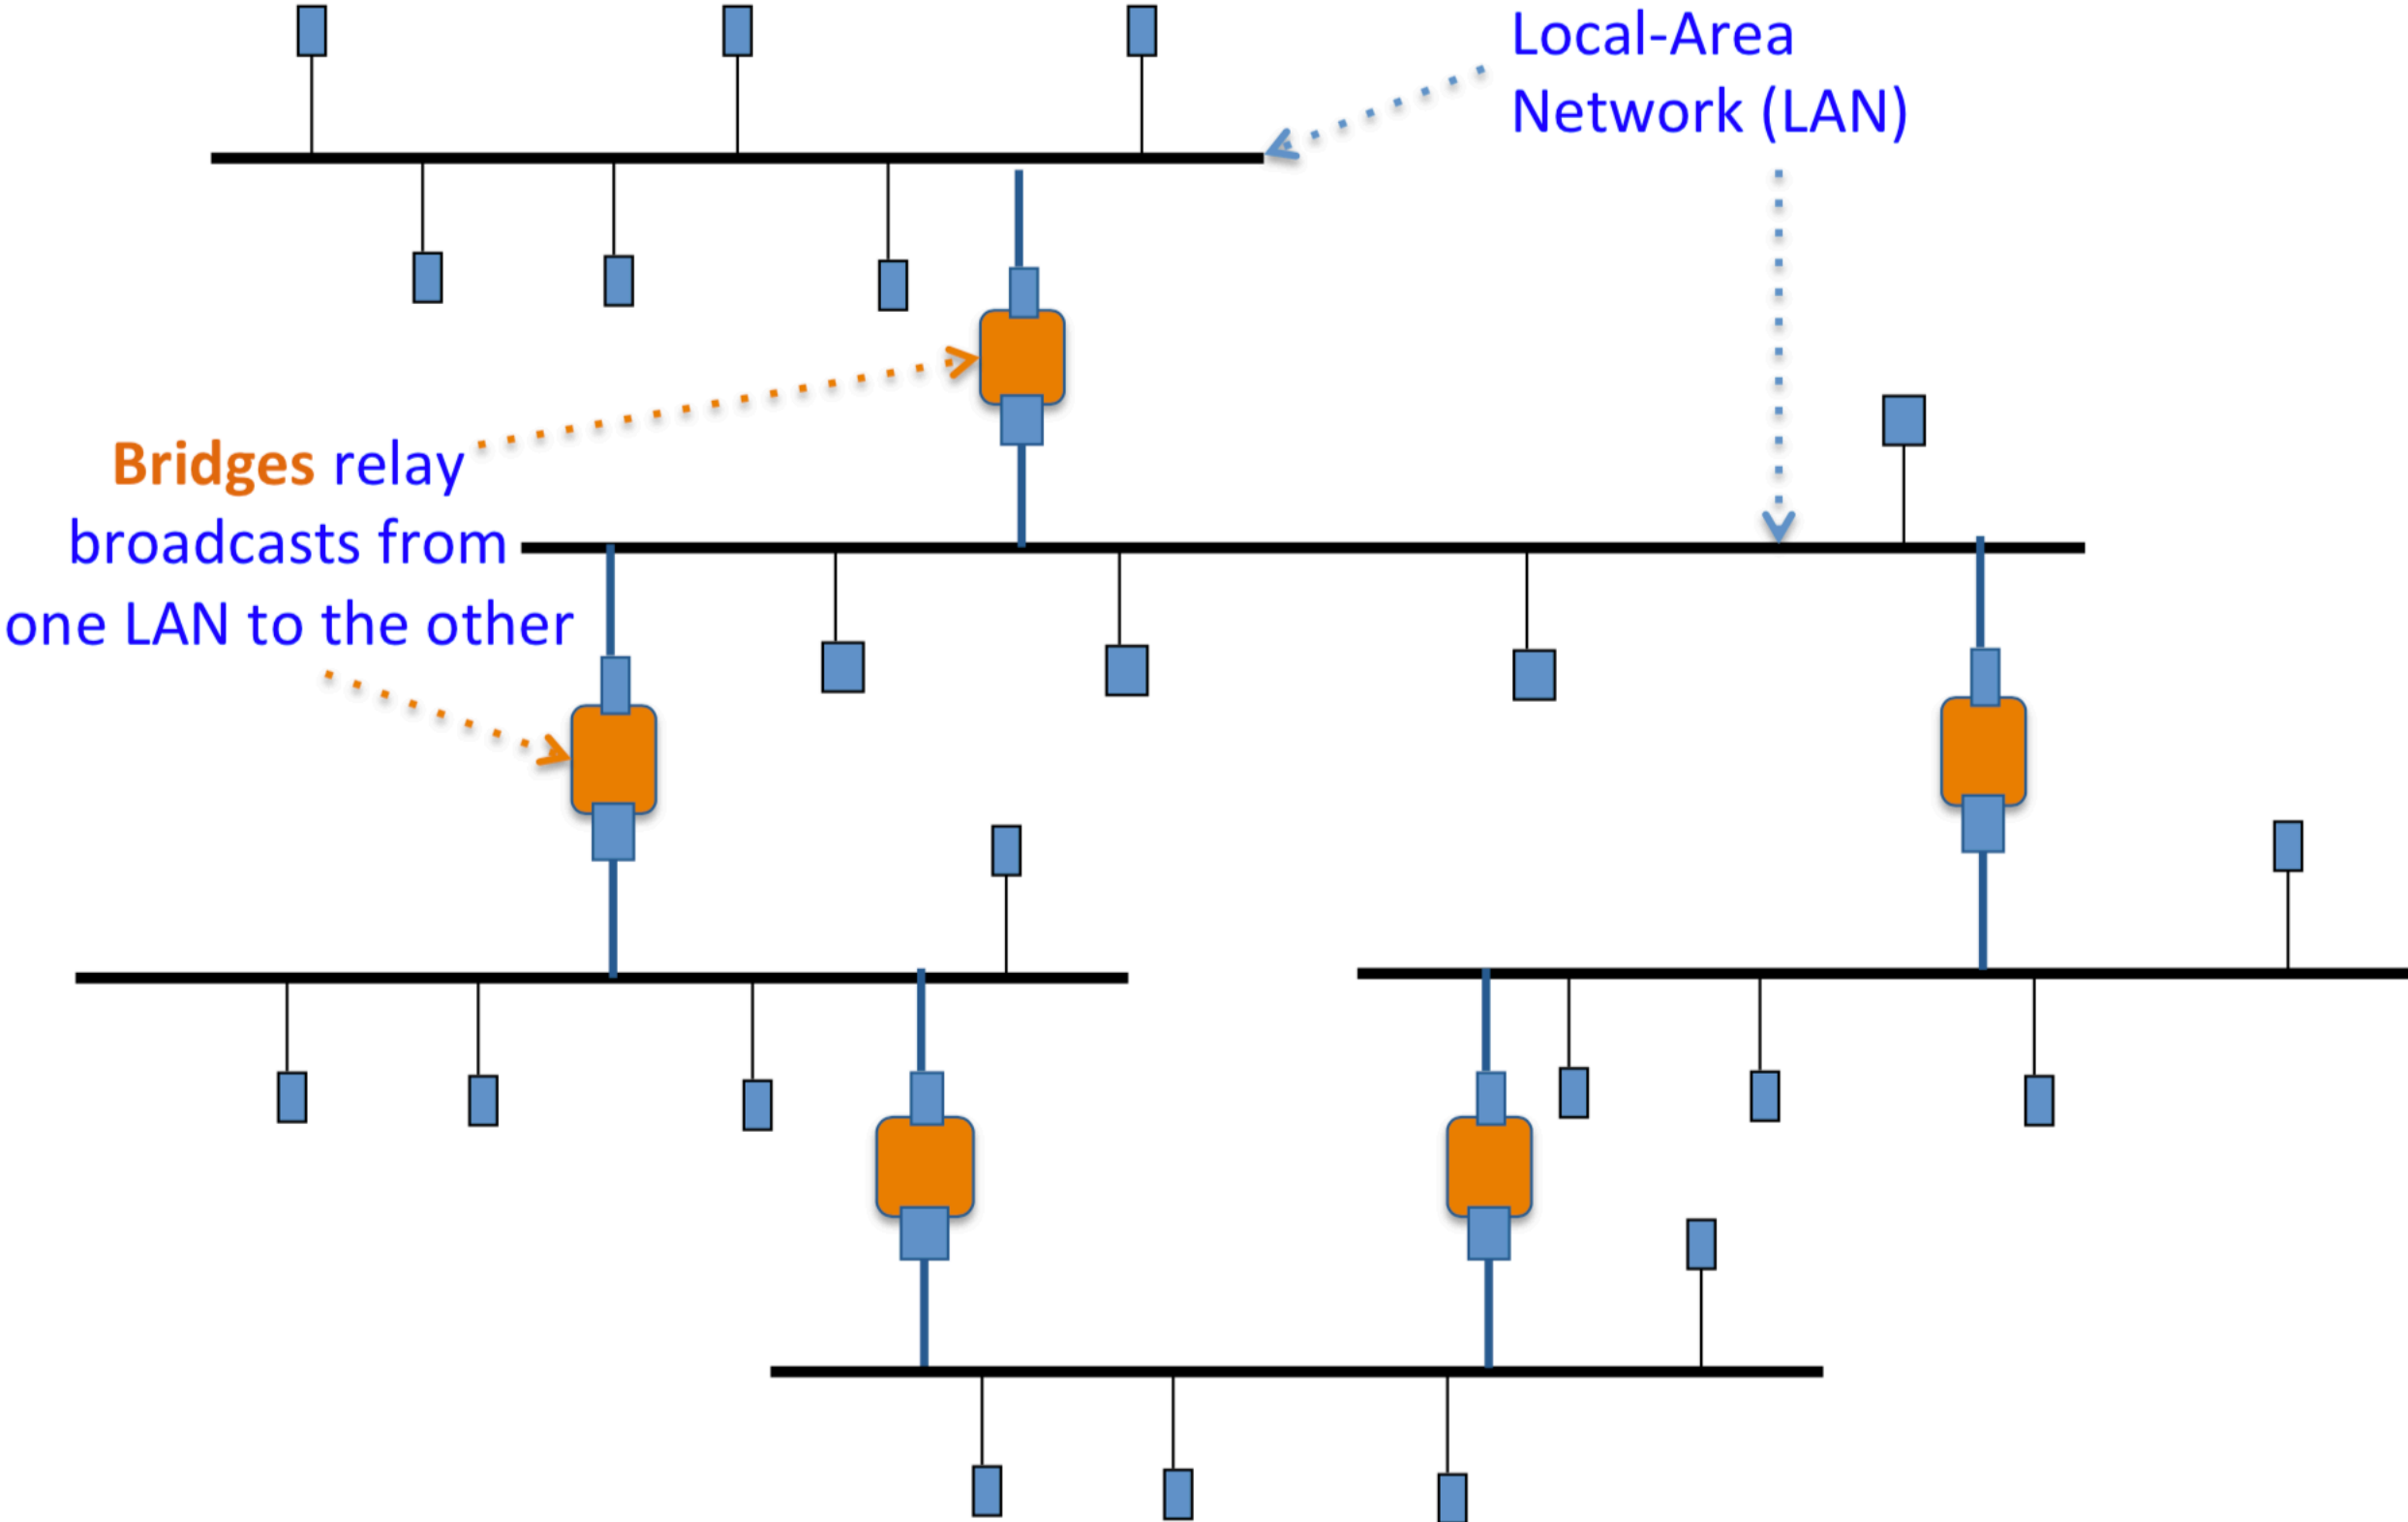 Local-Area
Network (LAN)
Bridges relay
broadcasts from
one LAN to the other